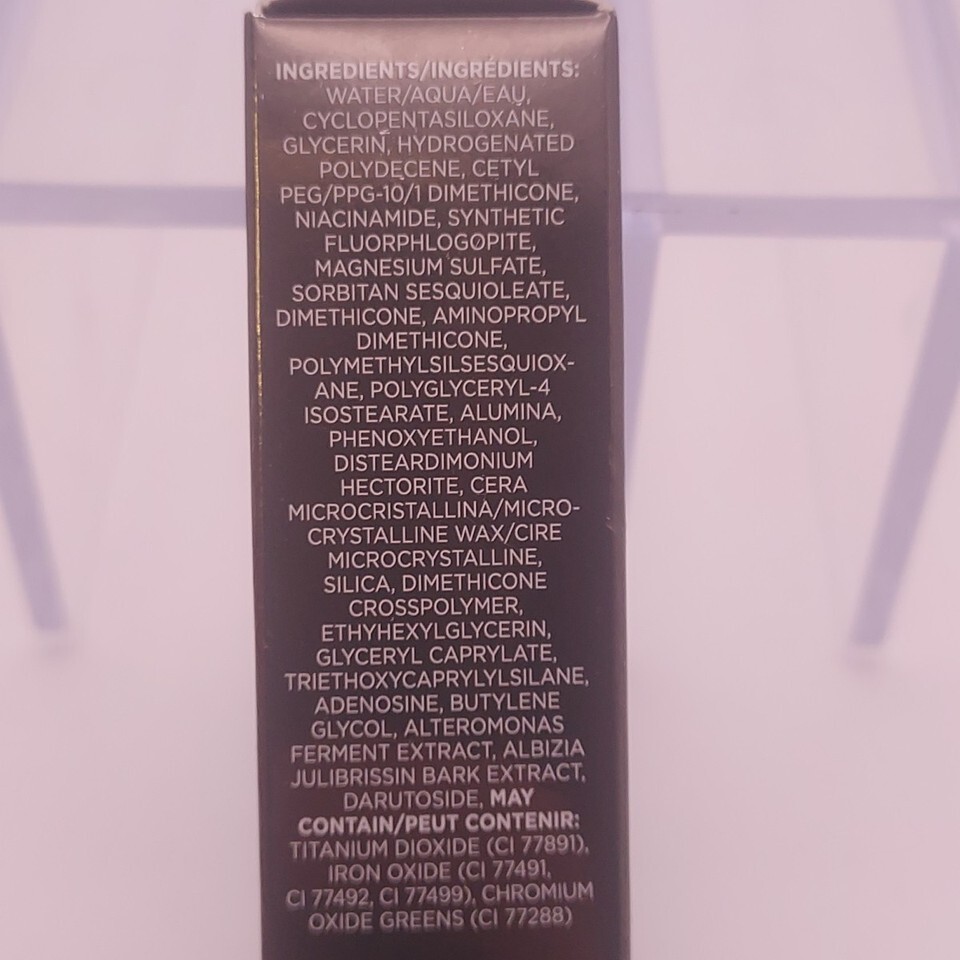 INGREDIENTS/INGRÉDIENTS:
WATER/AQUA/EAU,
CYCLOPENTASILOXANE,
GLYCERIN, HYDROGENATED
POLYDECENE, CETYL
PEG/PPG-10/1 DIMETHICONE,
NIACINAMIDE, SYNTHETIC
FLUORPHLOGOPITE,
MAGNESIUM SULFATE,
SORBITAN SESQUIOLEATE,
DIMETHICONE, AMINOPROPYL
DIMETHICONE,
POLYMETHYLSILSESQUIOX-
ANE, POLYGLYCERYL-4
ISOSTEARATE, ALUMINA,
PHENOXYETHANOL,
DISTEARDIMONIUM
HECTORITE, CERA
MICROCRISTALLINA/MICRO-
CRYSTALLINE WAX/CIRE
MICROCRYSTALLINE,
SILICA, DIMETHICONE
CROSSPOLYMER,
ETHYHEXYLGLYCERIN,
GLYCERYL CAPRYLATE,
TRIETHOXYCAPRYLYLSILANE,
ADENOSINE, BUTYLENE
GLYCOL, ALTEROMONAS
FERMENT EXTRACT, ALBIZIA
JULIBRISSIN BARK EXTRACT,
DARUTOSIDE, MAY
CONTAIN/PEUT CONTENIR:
TITANIUM DIOXIDE (CI 77891),
IRON OXIDE (CI 77491,
CI 77492, CI 77499), CHROMIUM
OXIDE GREENS (CI 77288)